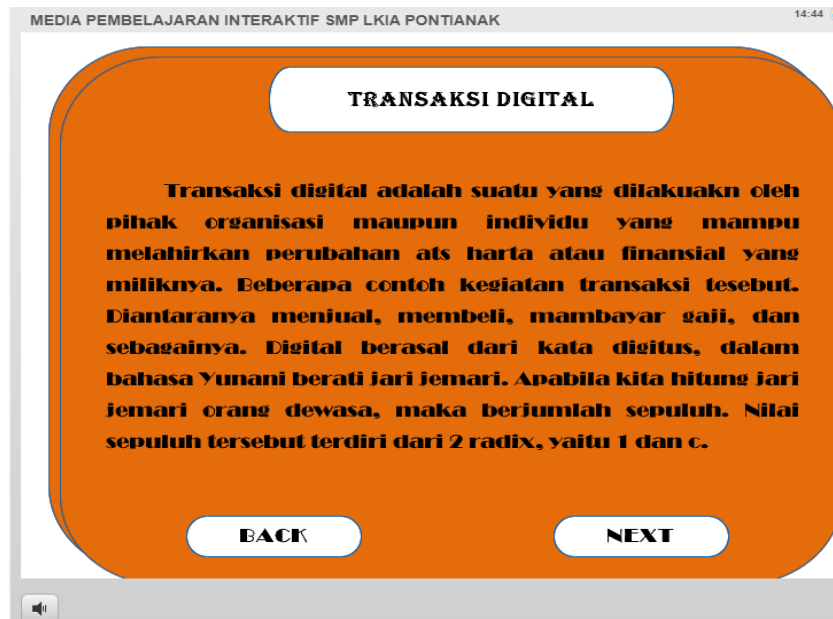 MEDIA PEMBELAJARAN INTERAKTIF SMP LKIA PONTIANAK
14:44
TRANSAKSI DIGITAL
Transaksi digital adalah suatu yang dilakuakn oleh
pihak organisasi maupun individu yang mampu
melahirkan perubahan ats harta atau finansial yang
miliknya. Beberapa contoh kegiatan transaksi tesebut.
Diantaranya menjual, membeli, mambayar gaji, dan
sebagainya. Digital berasal dari kata digitus, dalam
bahasa Yunani berati jari jemari. Apabila kita hitung jari
jemari orang dewasa, maka berjumlah sepuluh. Nilai
sepuluh tersebut terdiri dari 2 radix, yaitu 1 dan c.
BACK
NEXT